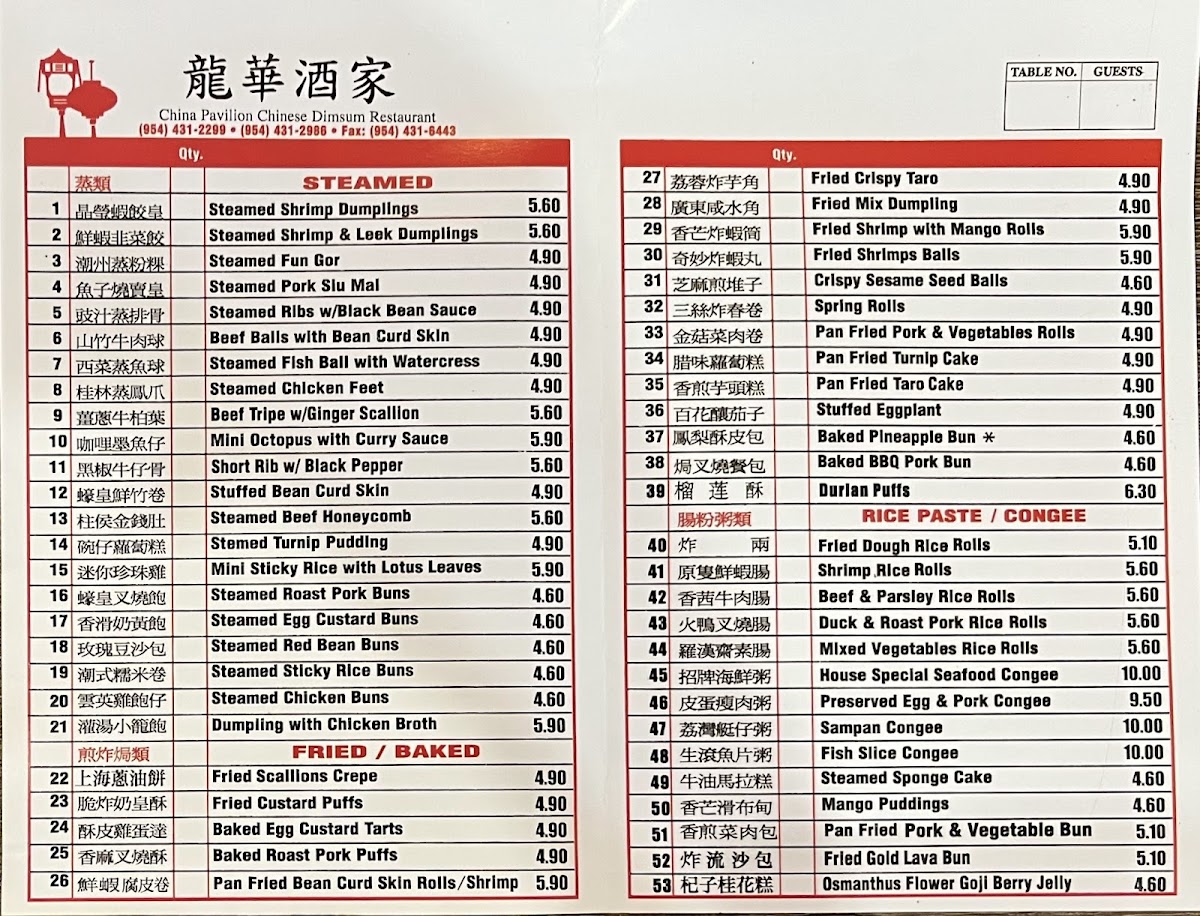 龍華酒家
China Pavilion Chinese Dimsum Restaurant
(954) 431-2299 • (954) 431-2986 • Fax: (954) 431-6443
TABLE NO. GUESTS
Qty.
蒸類 STEAMED
1 晶瑩蝦餃皇 Steamed Shrimp Dumplings 5.60
2 鮮蝦韭菜餃 Steamed Shrimp & Leek Dumplings 5.60
3 潮州蒸粉粿 Steamed Fun Gor 4.90
4 魚子燒賣皇 Steamed Pork Siu Mai 4.90
5 豉汁蒸排骨 Steamed Ribs w/Black Bean Sauce 4.90
6 山竹牛肉球 Beef Balls with Bean Curd Skin 4.90
7 西菜蒸魚球 Steamed Fish Ball with Watercress 4.90
8 桂林蒸鳳爪 Steamed Chicken Feet 4.90
9 薑蔥牛柏葉 Beef Tripe w/Ginger Scallion 5.60
10 咖哩墨魚仔 Mini Octopus with Curry Sauce 5.90
11 黑椒牛仔骨 Short Rib w/ Black Pepper 5.60
12 蠔皇鮮竹卷 Stuffed Bean Curd Skin 4.90
13 柱侯金錢肚 Steamed Beef Honeycomb 5.60
14 碗仔蘿蔔糕 Stemed Turnip Pudding 4.90
15 迷你珍珠雞 Mini Sticky Rice with Lotus Leaves 5.90
16 蠔皇叉燒飽 Steamed Roast Pork Buns 4.60
17 香滑奶黃飽 Steamed Egg Custard Buns 4.60
18 玫瑰豆沙包 Steamed Red Bean Buns 4.60
19 潮式糯米卷 Steamed Sticky Rice Buns 4.60
20 雲英雞飽仔 Steamed Chicken Buns 4.60
21 灌湯小籠飽 Dumpling with Chicken Broth 5.90
煎炸焗類 FRIED / BAKED
22 上海蔥油餅 Fried Scallions Crepe 4.90
23 脆炸奶皇酥 Fried Custard Puffs 4.90
24 酥皮雞蛋撻 Baked Egg Custard Tarts 4.90
25 香麻叉燒酥 Baked Roast Pork Puffs 4.90
26 鮮蝦腐皮卷 Pan Fried Bean Curd Skin Rolls/Shrimp 5.90
Qty.
27 荔蓉炸芋角 Fried Crispy Taro 4.90
28 廣東咸水角 Fried Mix Dumpling 4.90
29 香芒炸蝦筒 Fried Shrimp with Mango Rolls 5.90
30 奇妙炸蝦丸 Fried Shrimps Balls 5.90
31 芝麻煎堆子 Crispy Sesame Seed Balls 4.60
32 三絲炸春卷 Spring Rolls 4.90
33 金菇菜肉卷 Pan Fried Pork & Vegetables Rolls 4.90
34 腊味蘿蔔糕 Pan Fried Turnip Cake 4.90
35 香煎芋頭糕 Pan Fried Taro Cake 4.90
36 百花釀茄子 Stuffed Eggplant 4.90
37 鳳梨酥皮包 Baked Pineapple Bun * 4.60
38 焗叉燒餐包 Baked BBQ Pork Bun 4.60
39 榴莲酥 Durian Puffs 6.30
腸粉粥類 RICE PASTE / CONGEE
40 炸兩 Fried Dough Rice Rolls 5.10
41 原隻鮮蝦腸 Shrimp Rice Rolls 5.60
42 香茜牛肉腸 Beef & Parsley Rice Rolls 5.60
43 火鴨叉燒腸 Duck & Roast Pork Rice Rolls 5.60
44 羅漢齋素腸 Mixed Vegetables Rice Rolls 5.60
45 招牌海鮮粥 House Special Seafood Congee 10.00
46 皮蛋瘦肉粥 Preserved Egg & Pork Congee 9.50
47 荔灣艇仔粥 Sampan Congee 10.00
48 生滾魚片粥 Fish Slice Congee 10.00
49 牛油馬拉糕 Steamed Sponge Cake 4.60
50 香芒滑布甸 Mango Puddings 4.60
51 香煎菜肉包 Pan Fried Pork & Vegetable Bun 5.10
52 炸流沙包 Fried Gold Lava Bun 5.10
53 杞子桂花糕 Osmanthus Flower Goji Berry Jelly 4.60